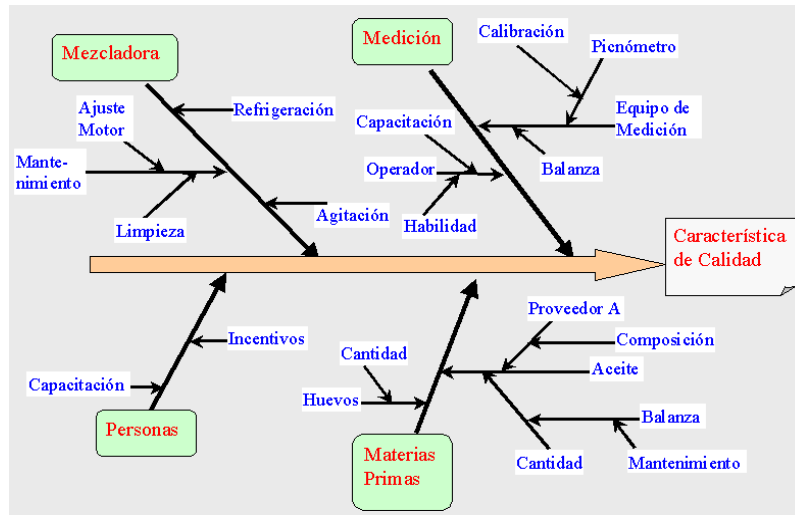 Mezcladora
Medición
Calibración
Picnómetro
Refrigeración
Ajuste
Motor
Capacitación
Equipo de
Medición
Mante-
nimiento
Operador
Balanza
Limpieza
Agitación
Habilidad
Característica
de Calidad
Proveedor A
Incentivos
Cantidad
Composición
Aceite
Capacitación
Huevos
Personas
Balanza
Materias
Primas
Cantidad
Mantenimiento